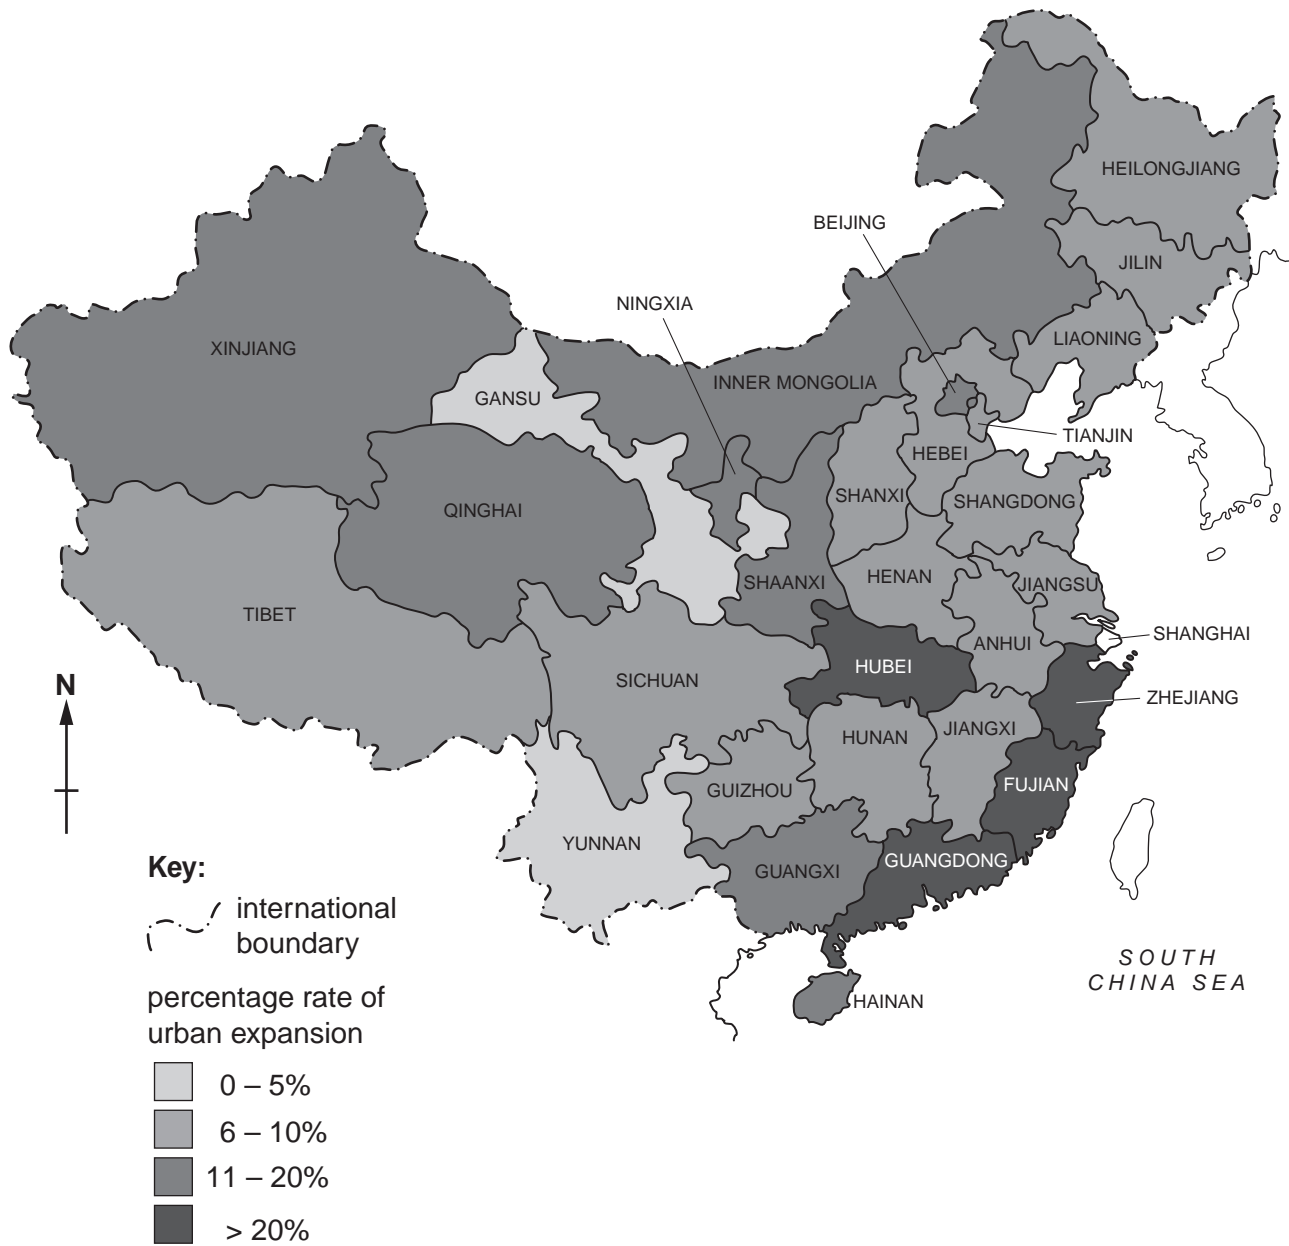 HEILONGJIANG
BEIJING
JILIN
NINGXIA
LIAONING
XINJIANG
INNER MONGOLIA
GANSU
TIANJIN
HEBEI
SHANXI
SHANGDONG
QINGHAI
HENAN
JIANGSU
SHAANXI
TIBET
SHANGHAI
ANHUI
HUBEI
SICHUAN
N
ZHEJIANG
JIANGXI
HUNAN
FUJIAN
GUIZHOU
YUNNAN
GUANGDONG
GUANGXI
Key:
international
boundary
SOUTH
CHINA SEA
HAINAN
percentage rate of
urban expansion
0 – 5%
6 – 10%
11 – 20%
> 20%